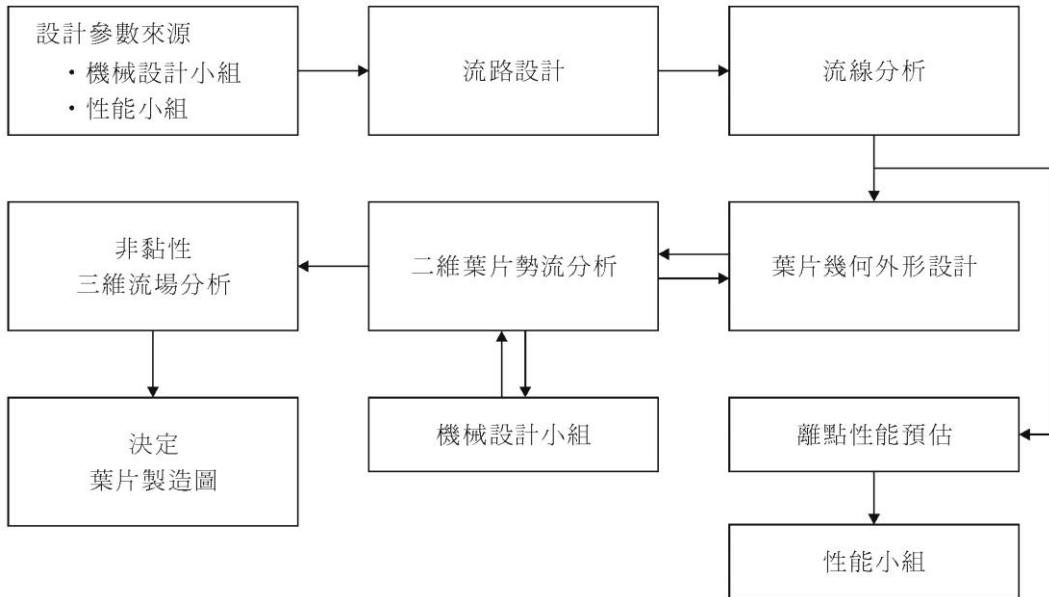 設計參數來源
・機械設計小組
・性能小組
流路設計
流線分析
非黏性
三維流場分析
二維葉片勢流分析
葉片幾何外形設計
決定
葉片製造圖
機械設計小組
離點性能預估
性能小組